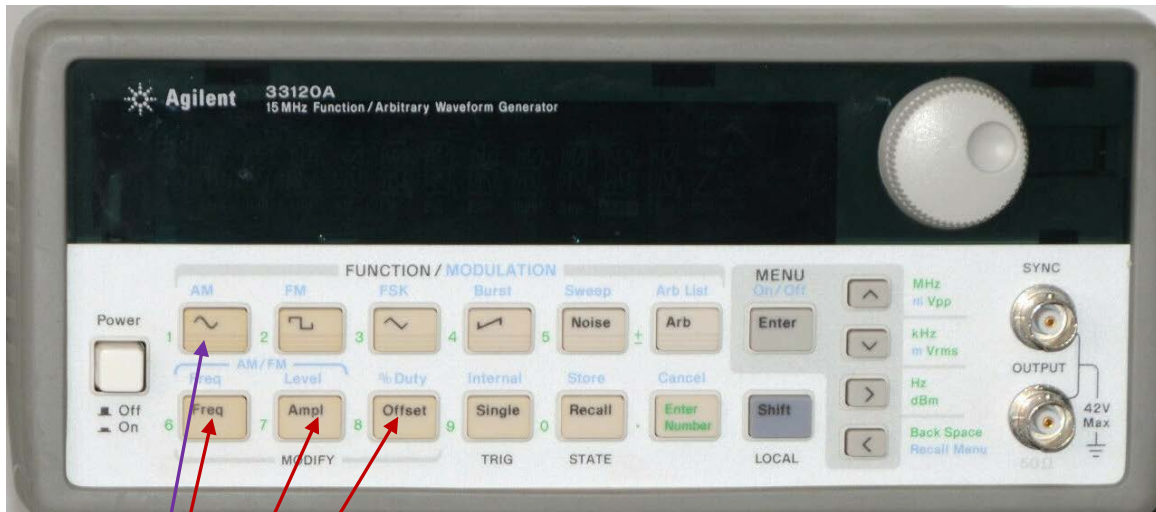 Agilent 33120A
15 MHz Function / Arbitrary Waveform Generator
FUNCTION / MODULATION
AM FM FSK Burst Sweep Arb List
MENU
On/Off
SYNC
Power
1 2 3 4 5 Noise ± Arb
Enter
MHz
m Vpp
kHz
m Vrms
AM/FM
Freq Level % Duty Internal Store Cancel
OUTPUT
Off
On
6 Freq 7 Ampl 8 Offset 9 Single 0 Recall . Enter Number
Shift
Hz
dBm
42V
Max
Back Space
Recall Menu
MODIFY TRIG STATE LOCAL
50Ω